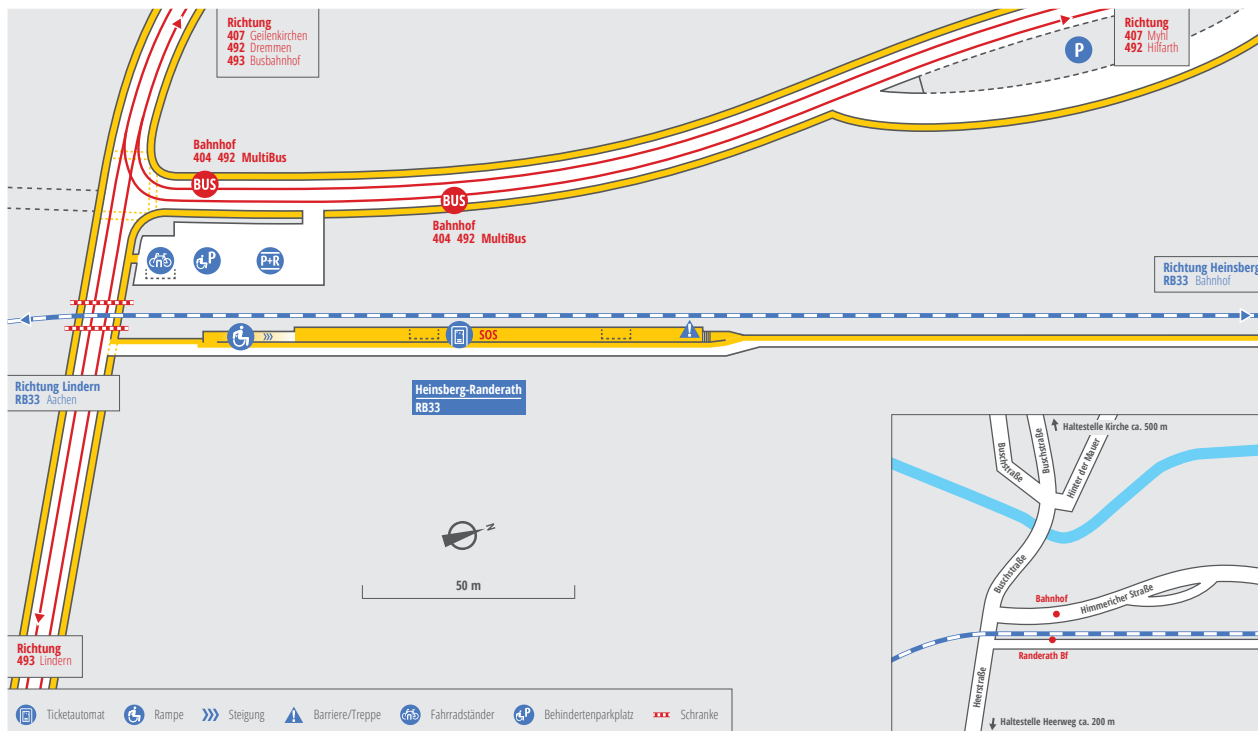 Richtung
407 Geilenkirchen
492 Dremmen
493 Busbahnhof
Richtung
407 Myhl
492 Hilfarth
P
Bahnhof
404 492 MultiBus
BUS
BUS
Bahnhof
404 492 MultiBus
P
P+R
Richtung Heinsberg
RB33 Bahnhof
SOS
Richtung Lindern
RB33 Aachen
Heinsberg-Randerath
RB33
N
50 m
Richtung
493 Lindern
Haltestelle Kirche ca. 500 m
Buschstraße
Buschstraße
Hinter der Mauer
Buschstraße
Himmericher Straße
Bahnhof
Randerath Bf
Heerstraße
Haltestelle Heerweg ca. 200 m
Ticketautomat Rampe Steigung Barriere/Treppe Fahrradständer P Behindertenparkplatz Schranke